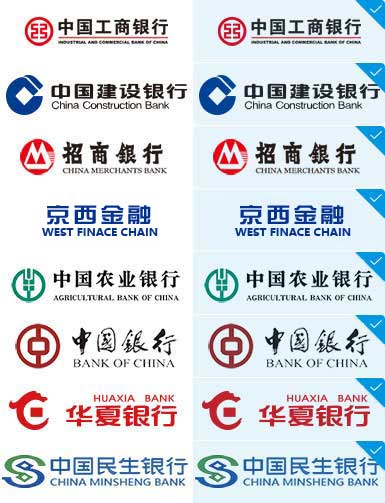 中国工商银行 中国工商银行
INDUSTRIAL AND COMMERCIAL BANK OF CHINA INDUSTRIAL AND COMMERCIAL BANK OF CHINA
中国建设银行 中国建设银行
China Construction Bank China Construction Bank
招商銀行 招商銀行
CHINA MERCHANTS BANK CHINA MERCHANTS BANK
京西金融 京西金融
WEST FINACE CHAIN WEST FINACE CHAIN
中国农业银行 中国农业银行
AGRICULTURAL BANK OF CHINA AGRICULTURAL BANK OF CHINA
中國銀行 中國銀行
BANK OF CHINA BANK OF CHINA
HUAXIA BANK HUAXIA BANK
华夏银行 华夏银行
中国民生银行 中国民生银行
CHINA MINSHENG BANK CHINA MINSHENG BANK